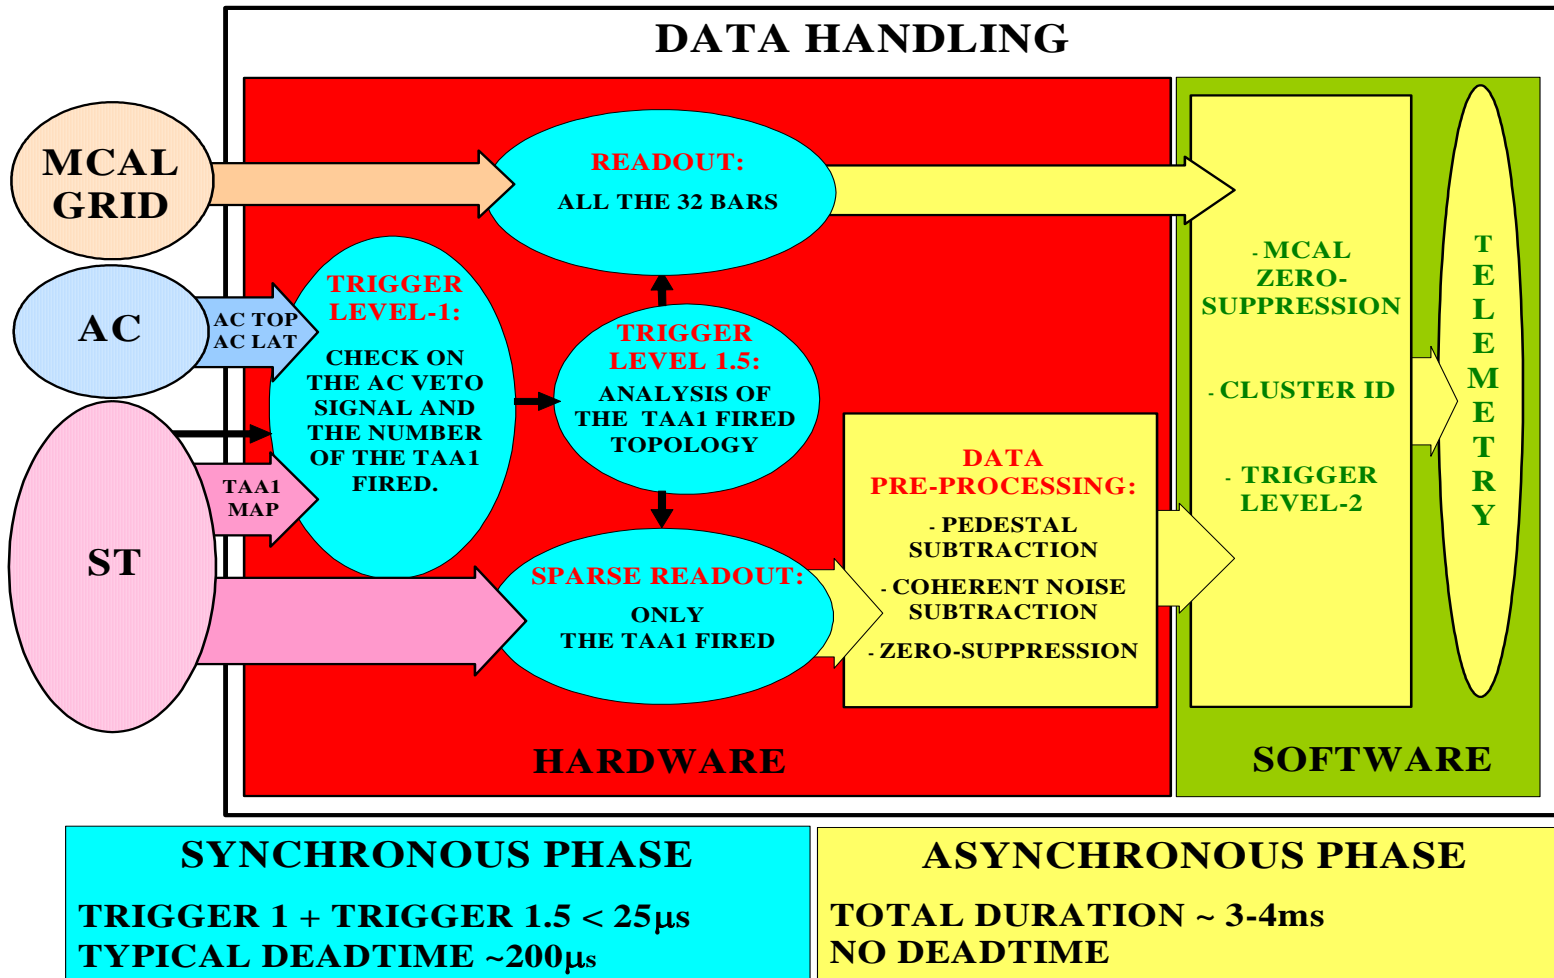 DATA HANDLING
MCAL
GRID
READOUT:
ALL THE 32 BARS
AC
AC TOP
AC LAT
TRIGGER
LEVEL-1:
CHECK ON
THE AC VETO
SIGNAL AND
THE NUMBER
OF THE TAA1
FIRED.
TRIGGER
LEVEL 1.5:
ANALYSIS OF
THE TAA1 FIRED
TOPOLOGY
ST
TAA1
MAP
SPARSE READOUT:
ONLY
THE TAA1 FIRED
DATA
PRE-PROCESSING:
- PEDESTAL
SUBTRACTION
- COHERENT NOISE
SUBTRACTION
- ZERO-SUPPRESSION
- MCAL
ZERO-
SUPPRESSION
- CLUSTER ID
- TRIGGER
LEVEL-2
TELEMETRY
HARDWARE
SOFTWARE
SYNCHRONOUS PHASE
TRIGGER 1 + TRIGGER 1.5 < 25μs
TYPICAL DEADTIME ~200μs
ASYNCHRONOUS PHASE
TOTAL DURATION ~ 3-4ms
NO DEADTIME